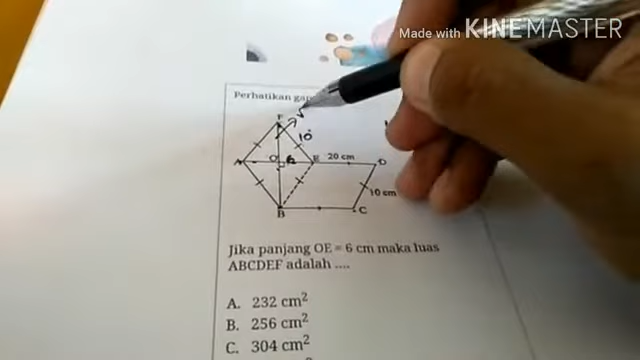 Made with KINEMASTER
Perhatikan
F
10
A O 6 E 20 cm D
10 cm
B C
Jika panjang OE = 6 cm maka luas
ABCDEF adalah ....
A. 232 cm²
B. 256 cm²
C. 304 cm²